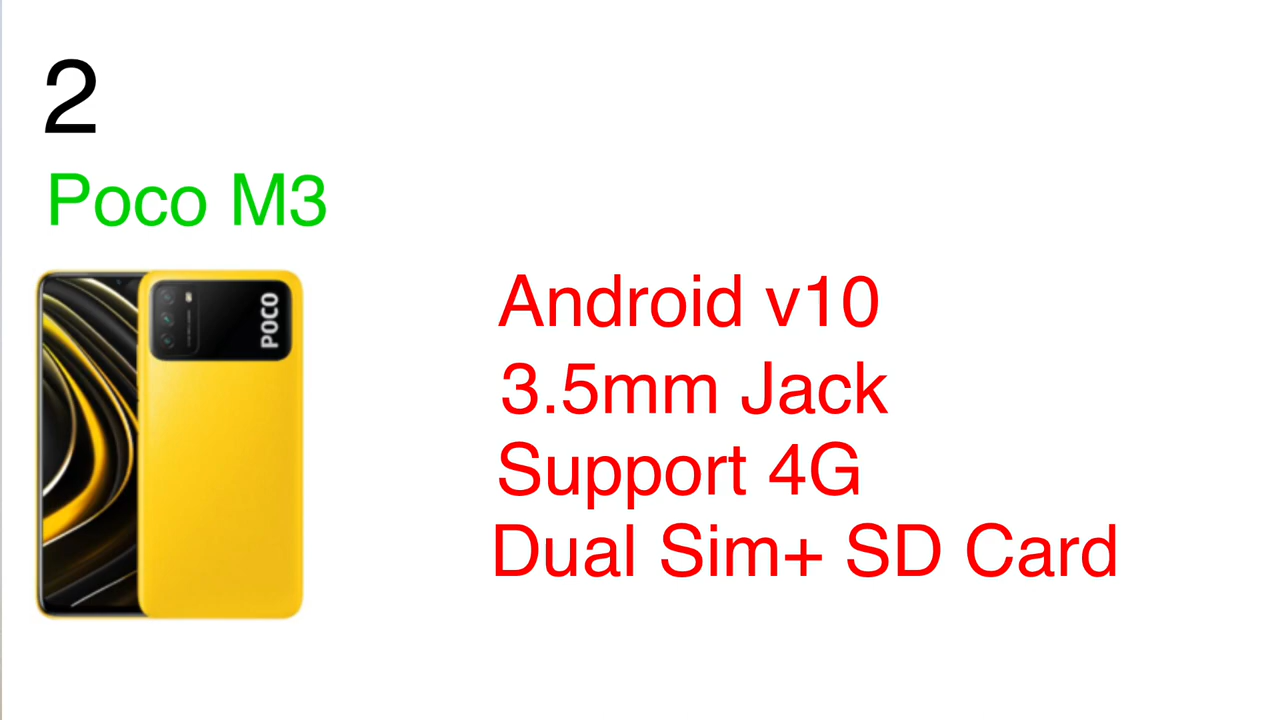 2
Poco M3
POCO
Android v10
3.5mm Jack
Support 4G
Dual Sim+ SD Card